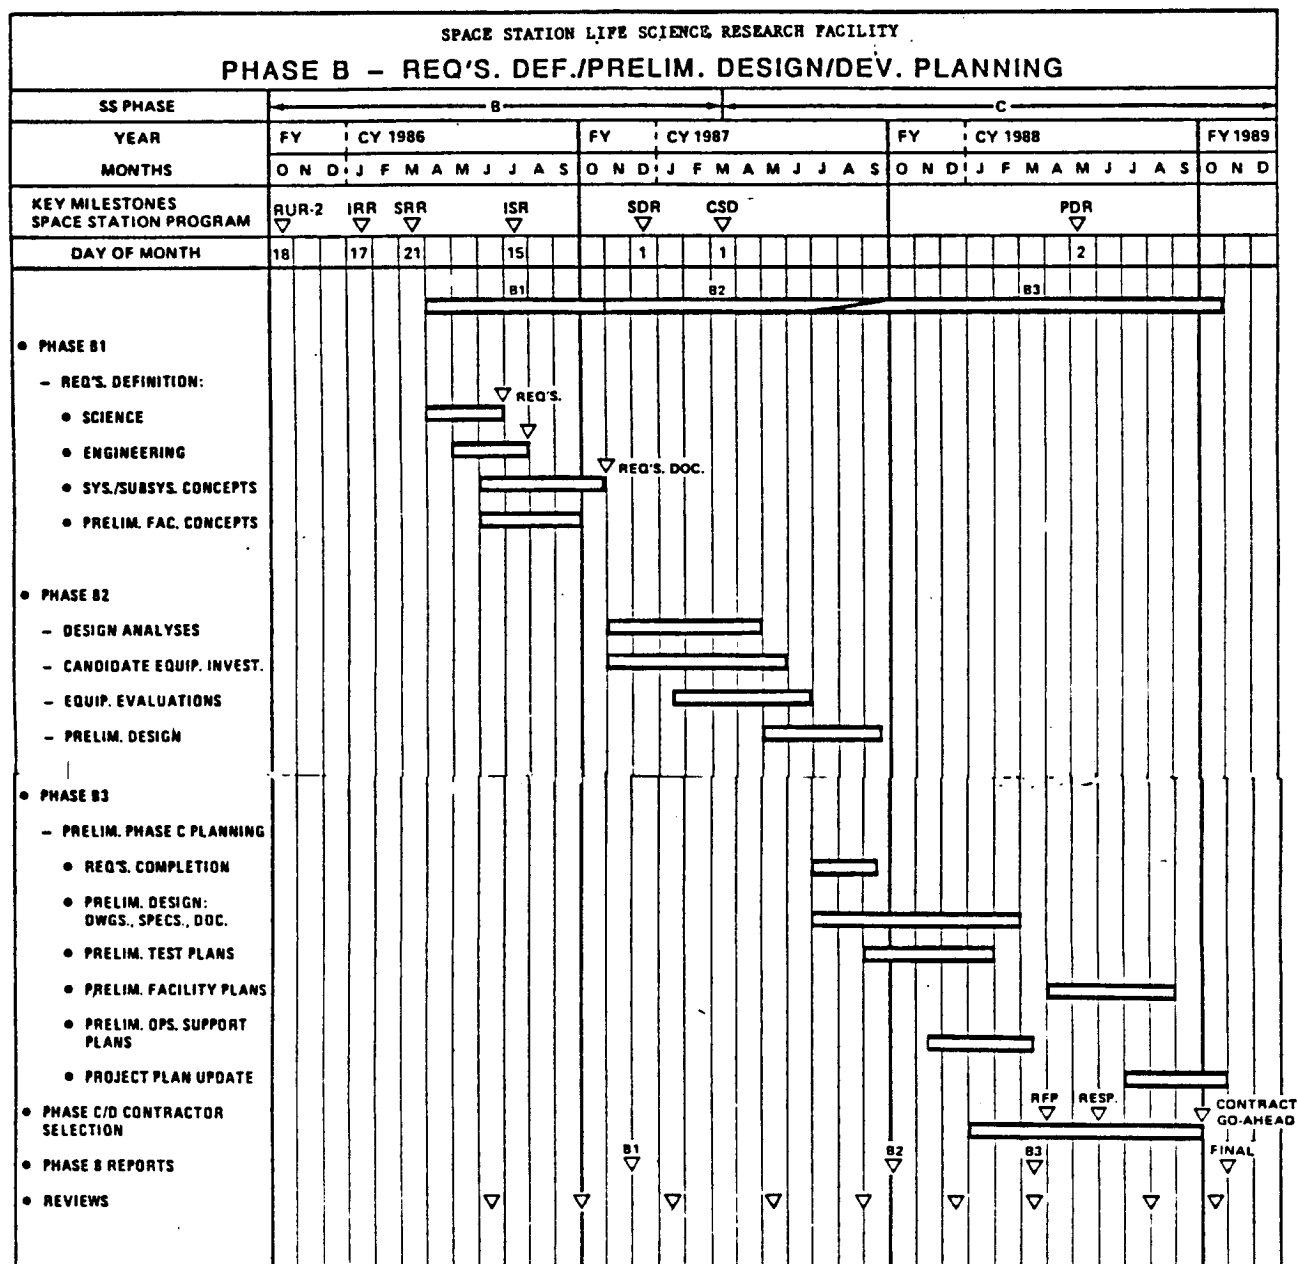 SPACE STATION LIFE SCIENCE RESEARCH FACILITY
PHASE B – REQ'S. DEF./PRELIM. DESIGN/DEV. PLANNING
SS PHASE B C
YEAR FY CY 1986 FY CY 1987 FY CY 1988 FY 1989
MONTHS O N D J F M A M J J A S O N D J F M A M J J A S O N D J F M A M J J A S O N D
KEY MILESTONES
SPACE STATION PROGRAM
RUR-2 IRR SRR ISR SDR CSD PDR
DAY OF MONTH 18 17 21 15 1 1 2
B1 B2 B3
• PHASE B1
– REQ'S. DEFINITION:
REQ'S.
• SCIENCE
• ENGINEERING
REQ'S. DOC.
• SYS./SUBSYS. CONCEPTS
• PRELIM. FAC. CONCEPTS
• PHASE B2
– DESIGN ANALYSES
– CANDIDATE EQUIP. INVEST.
– EQUIP. EVALUATIONS
– PRELIM. DESIGN
• PHASE B3
– PRELIM. PHASE C PLANNING
• REQ'S. COMPLETION
• PRELIM. DESIGN:
DWGS., SPECS., DOC.
• PRELIM. TEST PLANS
• PRELIM. FACILITY PLANS
• PRELIM. OPS. SUPPORT
PLANS
• PROJECT PLAN UPDATE
RFP RESP.
• PHASE C/D CONTRACTOR
SELECTION
CONTRACT
GO-AHEAD
B1 B2 B3 FINAL
• PHASE B REPORTS
• REVIEWS